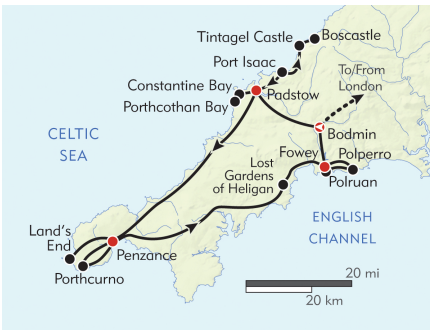 Tintagel Castle
Boscastle
Port Isaac
To/From
London
Constantine Bay
Padstow
Porthcothan Bay
Bodmin
CELTIC
SEA
Fowey
Polperro
Lost
Gardens
of Heligan
Polruan
ENGLISH
CHANNEL
Land's
End
Penzance
Porthcurno
20 mi
20 km